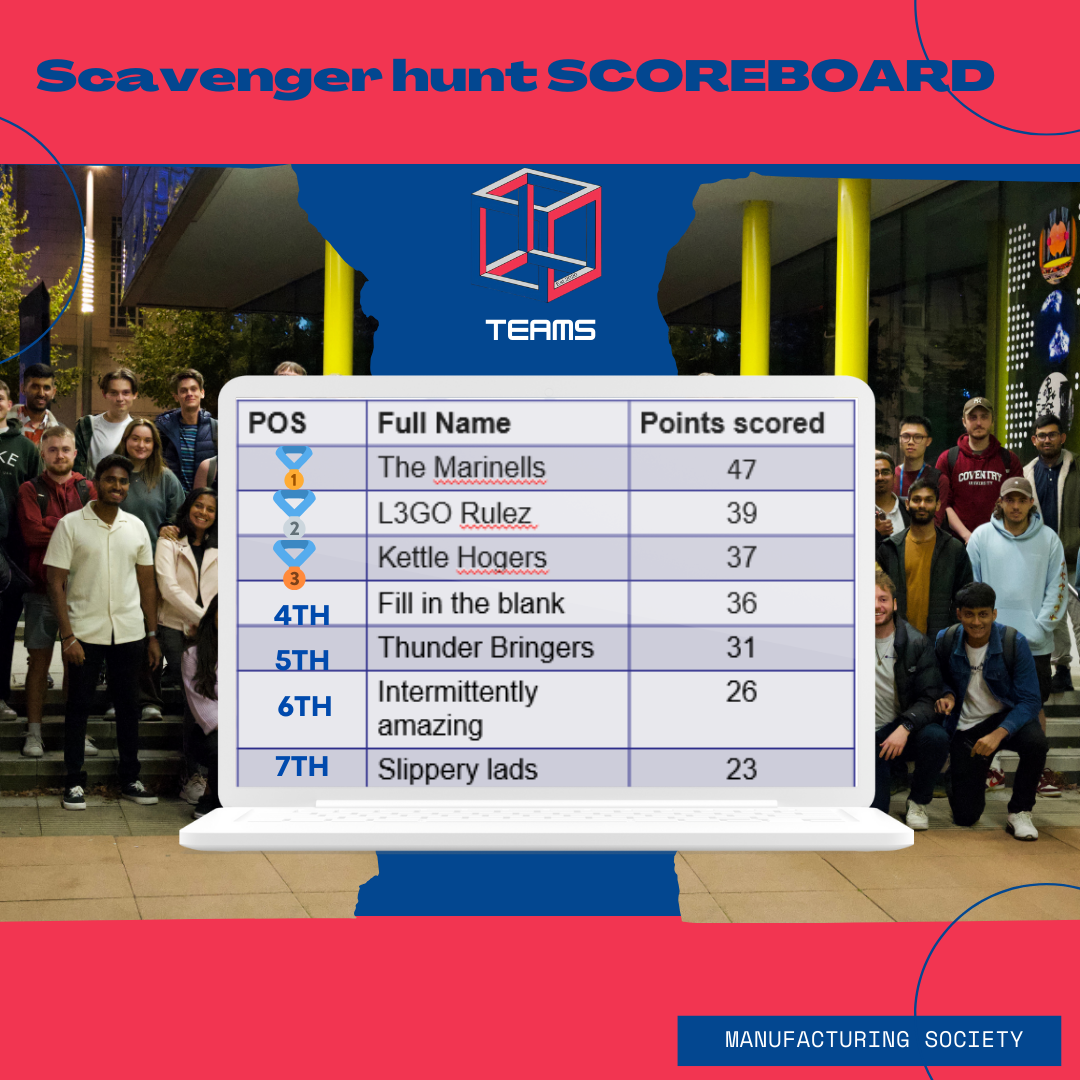 Scavenger hunt SCOREBOARD
TEAMS
POS Full Name Points scored
1 The Marinells 47
2 L3GO Rulez 39
3 Kettle Hogers 37
4TH Fill in the blank 36
5TH Thunder Bringers 31
6TH Intermittently 26
amazing
7TH Slippery lads 23
KE
COVENTRY
UNIVERSITY
MANUFACTURING SOCIETY